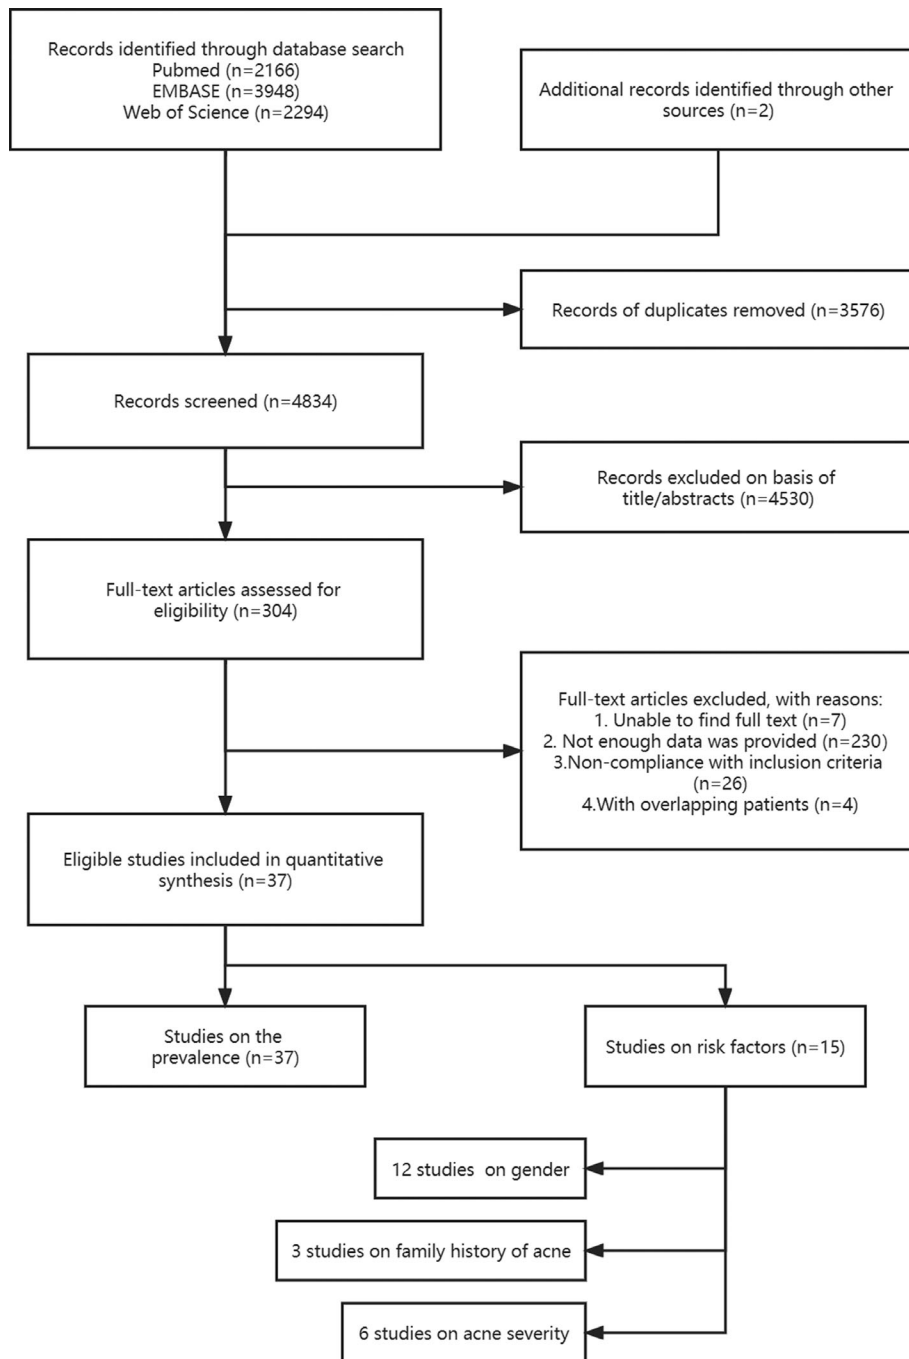 Records identified through database search
Pubmed (n=2166)
EMBASE (n=3948)
Web of Science (n=2294)
Additional records identified through other
sources (n=2)
Records of duplicates removed (n=3576)
Records screened (n=4834)
Records excluded on basis of
title/abstracts (n=4530)
Full-text articles assessed for
eligibility (n=304)
Full-text articles excluded, with reasons:
1. Unable to find full text (n=7)
2. Not enough data was provided (n=230)
3.Non-compliance with inclusion criteria
(n=26)
4.With overlapping patients (n=4)
Eligible studies included in quantitative
synthesis (n=37)
Studies on the
prevalence (n=37)
Studies on risk factors (n=15)
12 studies on gender
3 studies on family history of acne
6 studies on acne severity